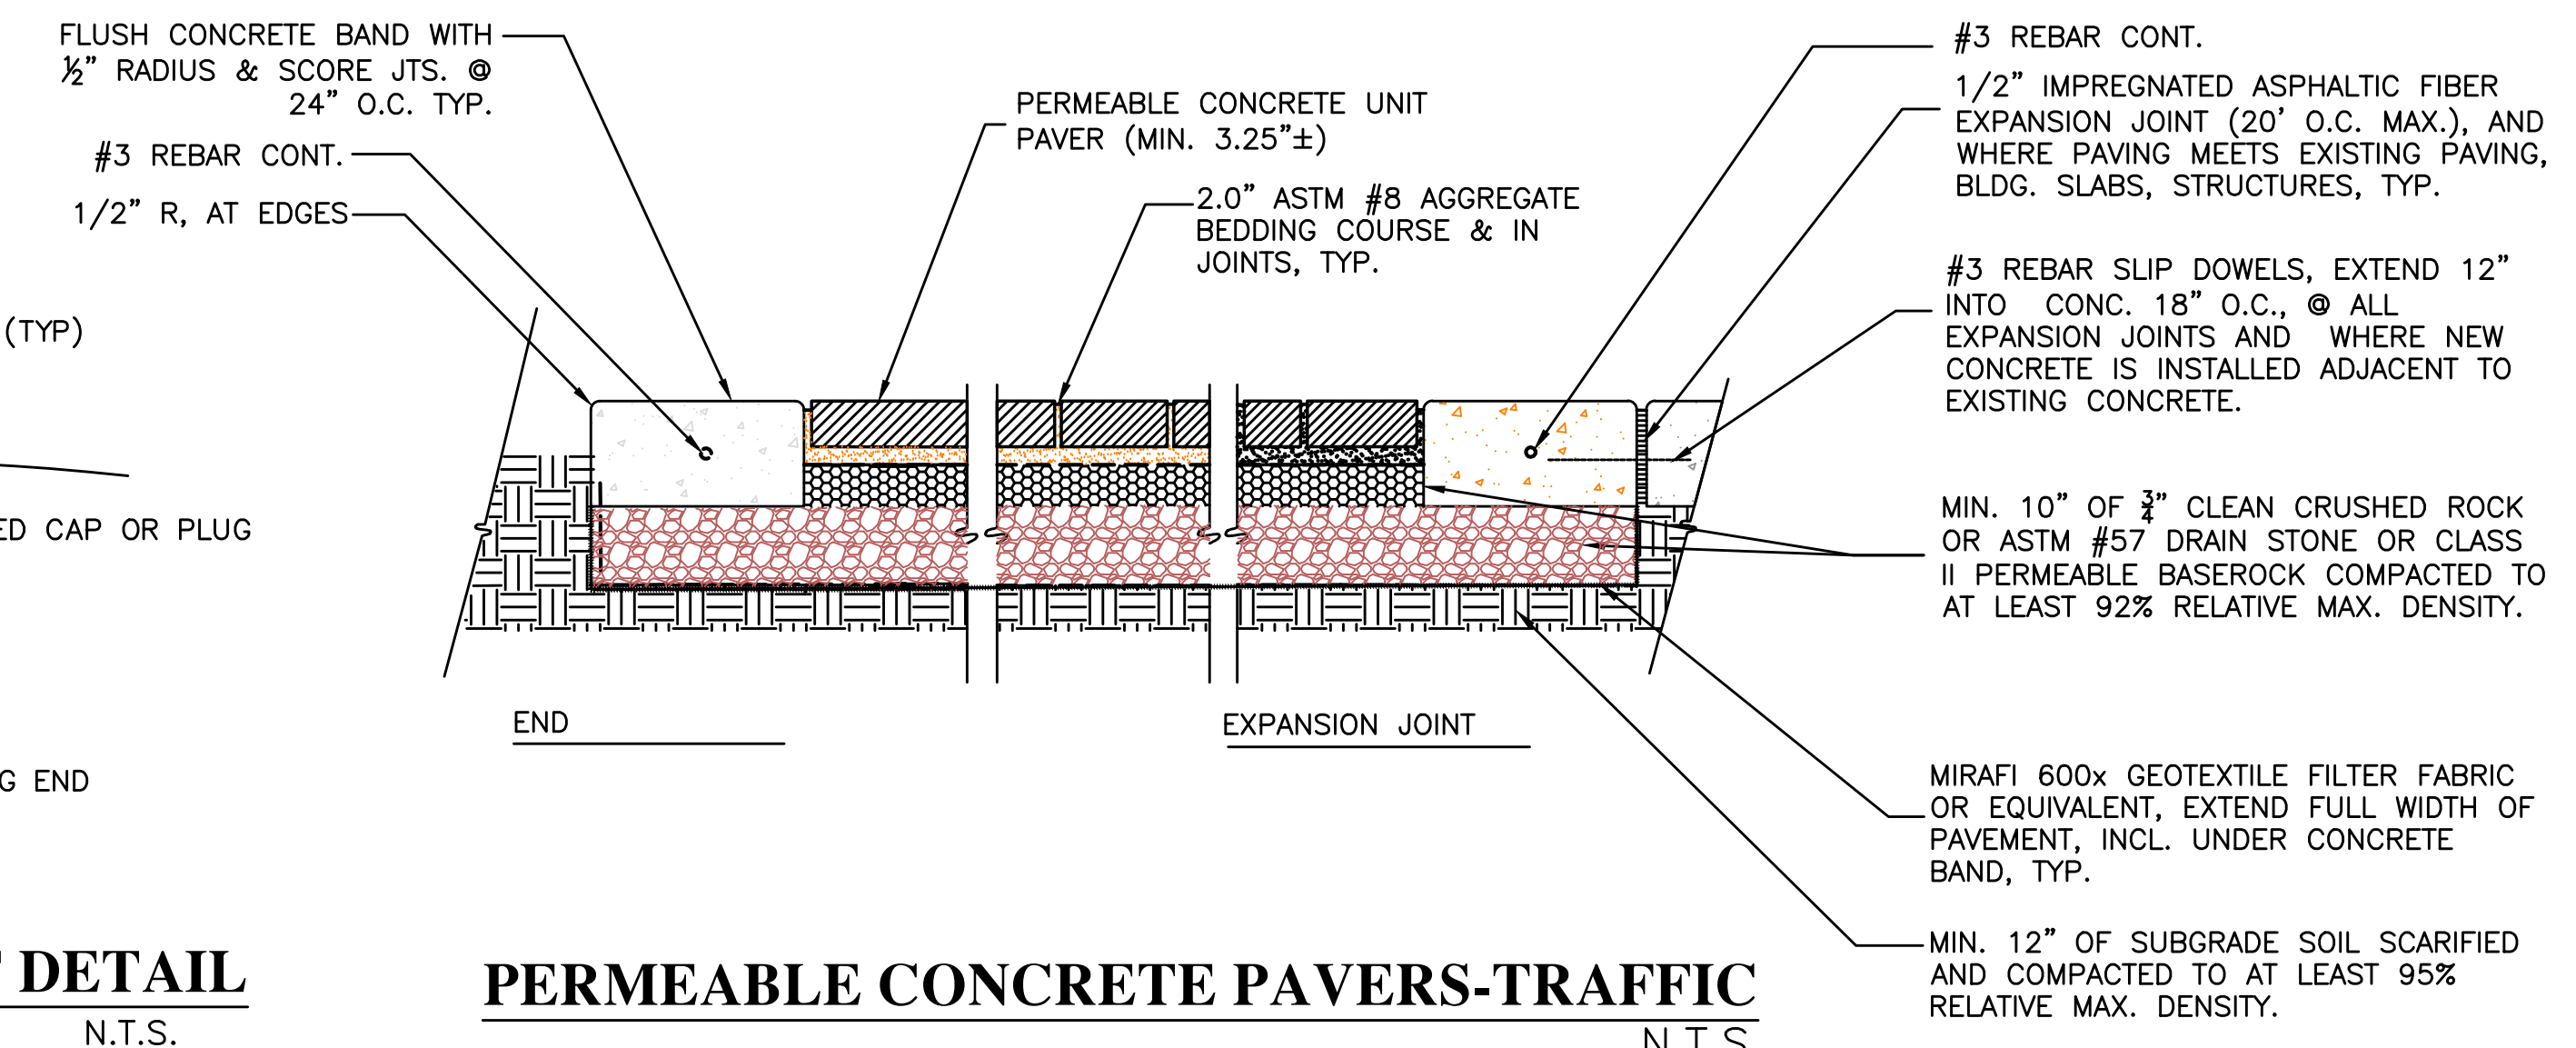 FLUSH CONCRETE BAND WITH
½" RADIUS & SCORE JTS. @
24" O.C. TYP.
#3 REBAR CONT.
1/2" R, AT EDGES
(TYP)
ED CAP OR PLUG
G END
PERMEABLE CONCRETE UNIT
PAVER (MIN. 3.25"±)
2.0" ASTM #8 AGGREGATE
BEDDING COURSE & IN
JOINTS, TYP.
#3 REBAR CONT.
1/2" IMPREGNATED ASPHALTIC FIBER
EXPANSION JOINT (20' O.C. MAX.), AND
WHERE PAVING MEETS EXISTING PAVING,
BLDG. SLABS, STRUCTURES, TYP.
#3 REBAR SLIP DOWELS, EXTEND 12"
INTO CONC. 18" O.C., @ ALL
EXPANSION JOINTS AND WHERE NEW
CONCRETE IS INSTALLED ADJACENT TO
EXISTING CONCRETE.
MIN. 10" OF ¾" CLEAN CRUSHED ROCK
OR ASTM #57 DRAIN STONE OR CLASS
II PERMEABLE BASEROCK COMPACTED TO
AT LEAST 92% RELATIVE MAX. DENSITY.
MIRAFI 600x GEOTEXTILE FILTER FABRIC
OR EQUIVALENT, EXTEND FULL WIDTH OF
PAVEMENT, INCL. UNDER CONCRETE
BAND, TYP.
MIN. 12" OF SUBGRADE SOIL SCARIFIED
AND COMPACTED TO AT LEAST 95%
RELATIVE MAX. DENSITY.
END
EXPANSION JOINT
DETAIL
N.T.S.
PERMEABLE CONCRETE PAVERS-TRAFFIC
N.T.S.